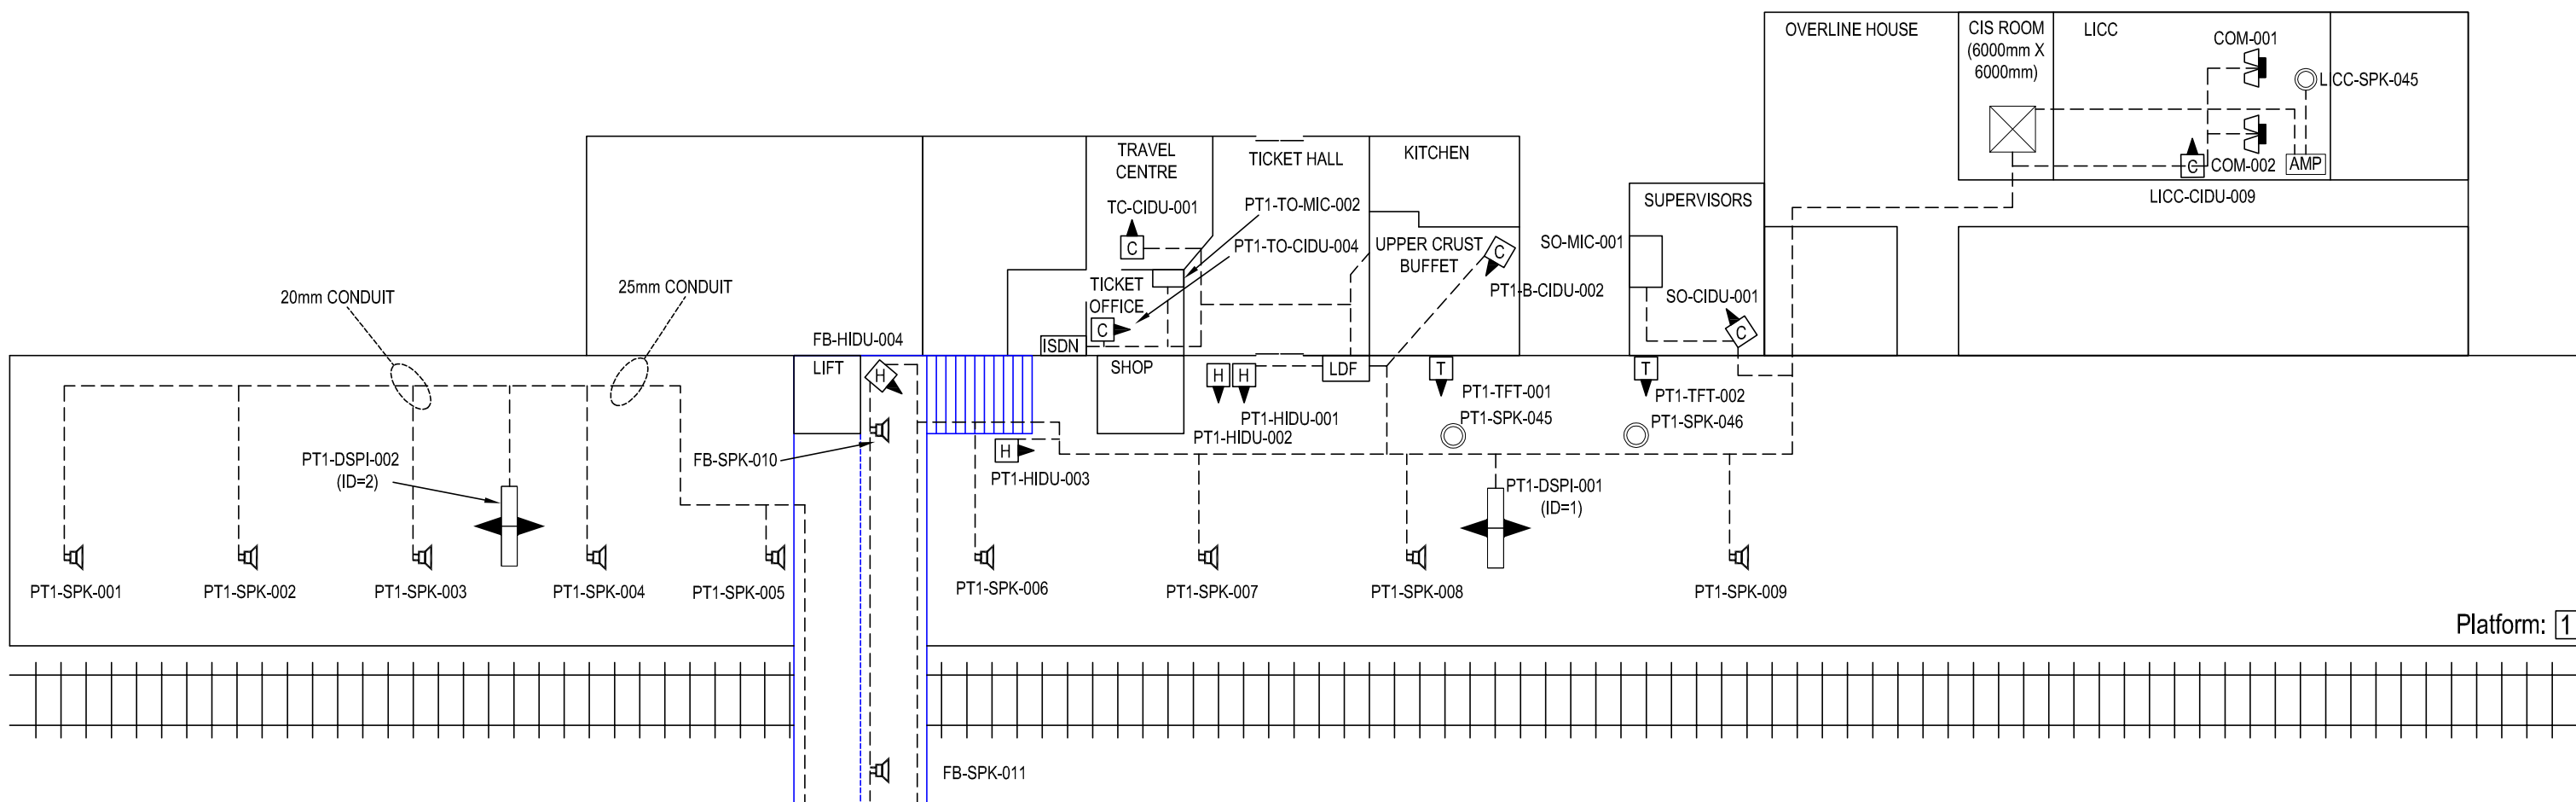 OVERLINE HOUSE
CIS ROOM
(6000mm X
6000mm)
LICC
COM-001
LICC-SPK-045
COM-002
AMP
C
LICC-CIDU-009
TRAVEL
CENTRE
TICKET HALL
KITCHEN
TC-CIDU-001
C
PT1-TO-MIC-002
PT1-TO-CIDU-004
UPPER CRUST
BUFFET
C
PT1-B-CIDU-002
SUPERVISORS
SO-MIC-001
SO-CIDU-001
C
20mm CONDUIT
25mm CONDUIT
TICKET
OFFICE
C
ISDN
FB-HIDU-004
LIFT
H
SHOP
H
H
LDF
T
T
PT1-TFT-001
PT1-TFT-002
PT1-HIDU-001
PT1-SPK-045
PT1-SPK-046
PT1-HIDU-002
H
PT1-HIDU-003
FB-SPK-010
PT1-DSPI-002
(ID=2)
PT1-DSPI-001
(ID=1)
PT1-SPK-001
PT1-SPK-002
PT1-SPK-003
PT1-SPK-004
PT1-SPK-005
PT1-SPK-006
PT1-SPK-007
PT1-SPK-008
PT1-SPK-009
Platform: 1
FB-SPK-011